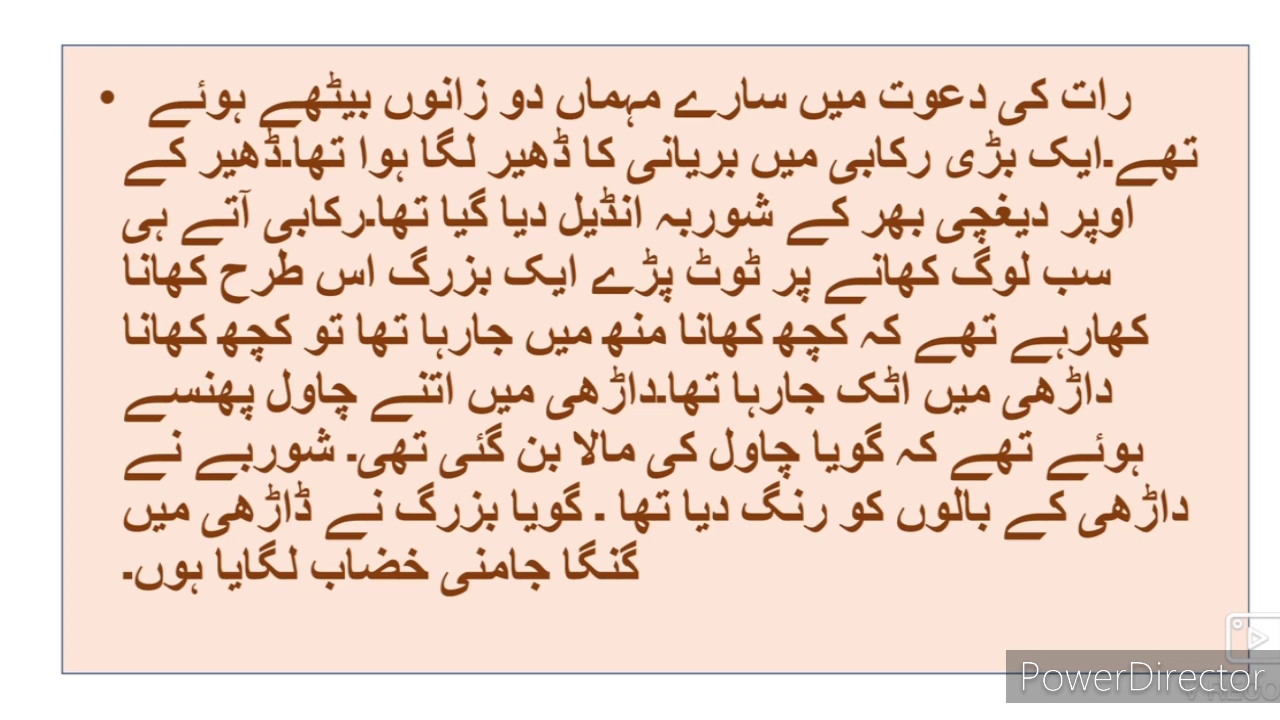 • رات کی دعوت میں سارے مہماں دو زانوں بیٹھے ہوئے
تھے۔ایک بڑی رکابی میں بریانی کا ڈھیر لگا ہوا تھا۔ڈھیر کے
اوپر دیغچی بھر کے شوربہ انڈیل دیا گیا تھا۔رکابی آتے ہی
سب لوگ کھانے پر ٹوٹ پڑے ایک بزرگ اس طرح کھانا
کھارہے تھے کہ کچھ کھانا منھ میں جارہا تھا تو کچھ کھانا
داڑھی میں اٹک جارہا تھا۔داڑھی میں اتنے چاول پھنسے
ہوئے تھے کہ گویا چاول کی مالا بن گئی تھی۔ شوربے نے
داڑھی کے بالوں کو رنگ دیا تھا ۔ گویا بزرگ نے ڈاڑھی میں
گنگا جامنی خضاب لگایا ہوں۔
PowerDirector